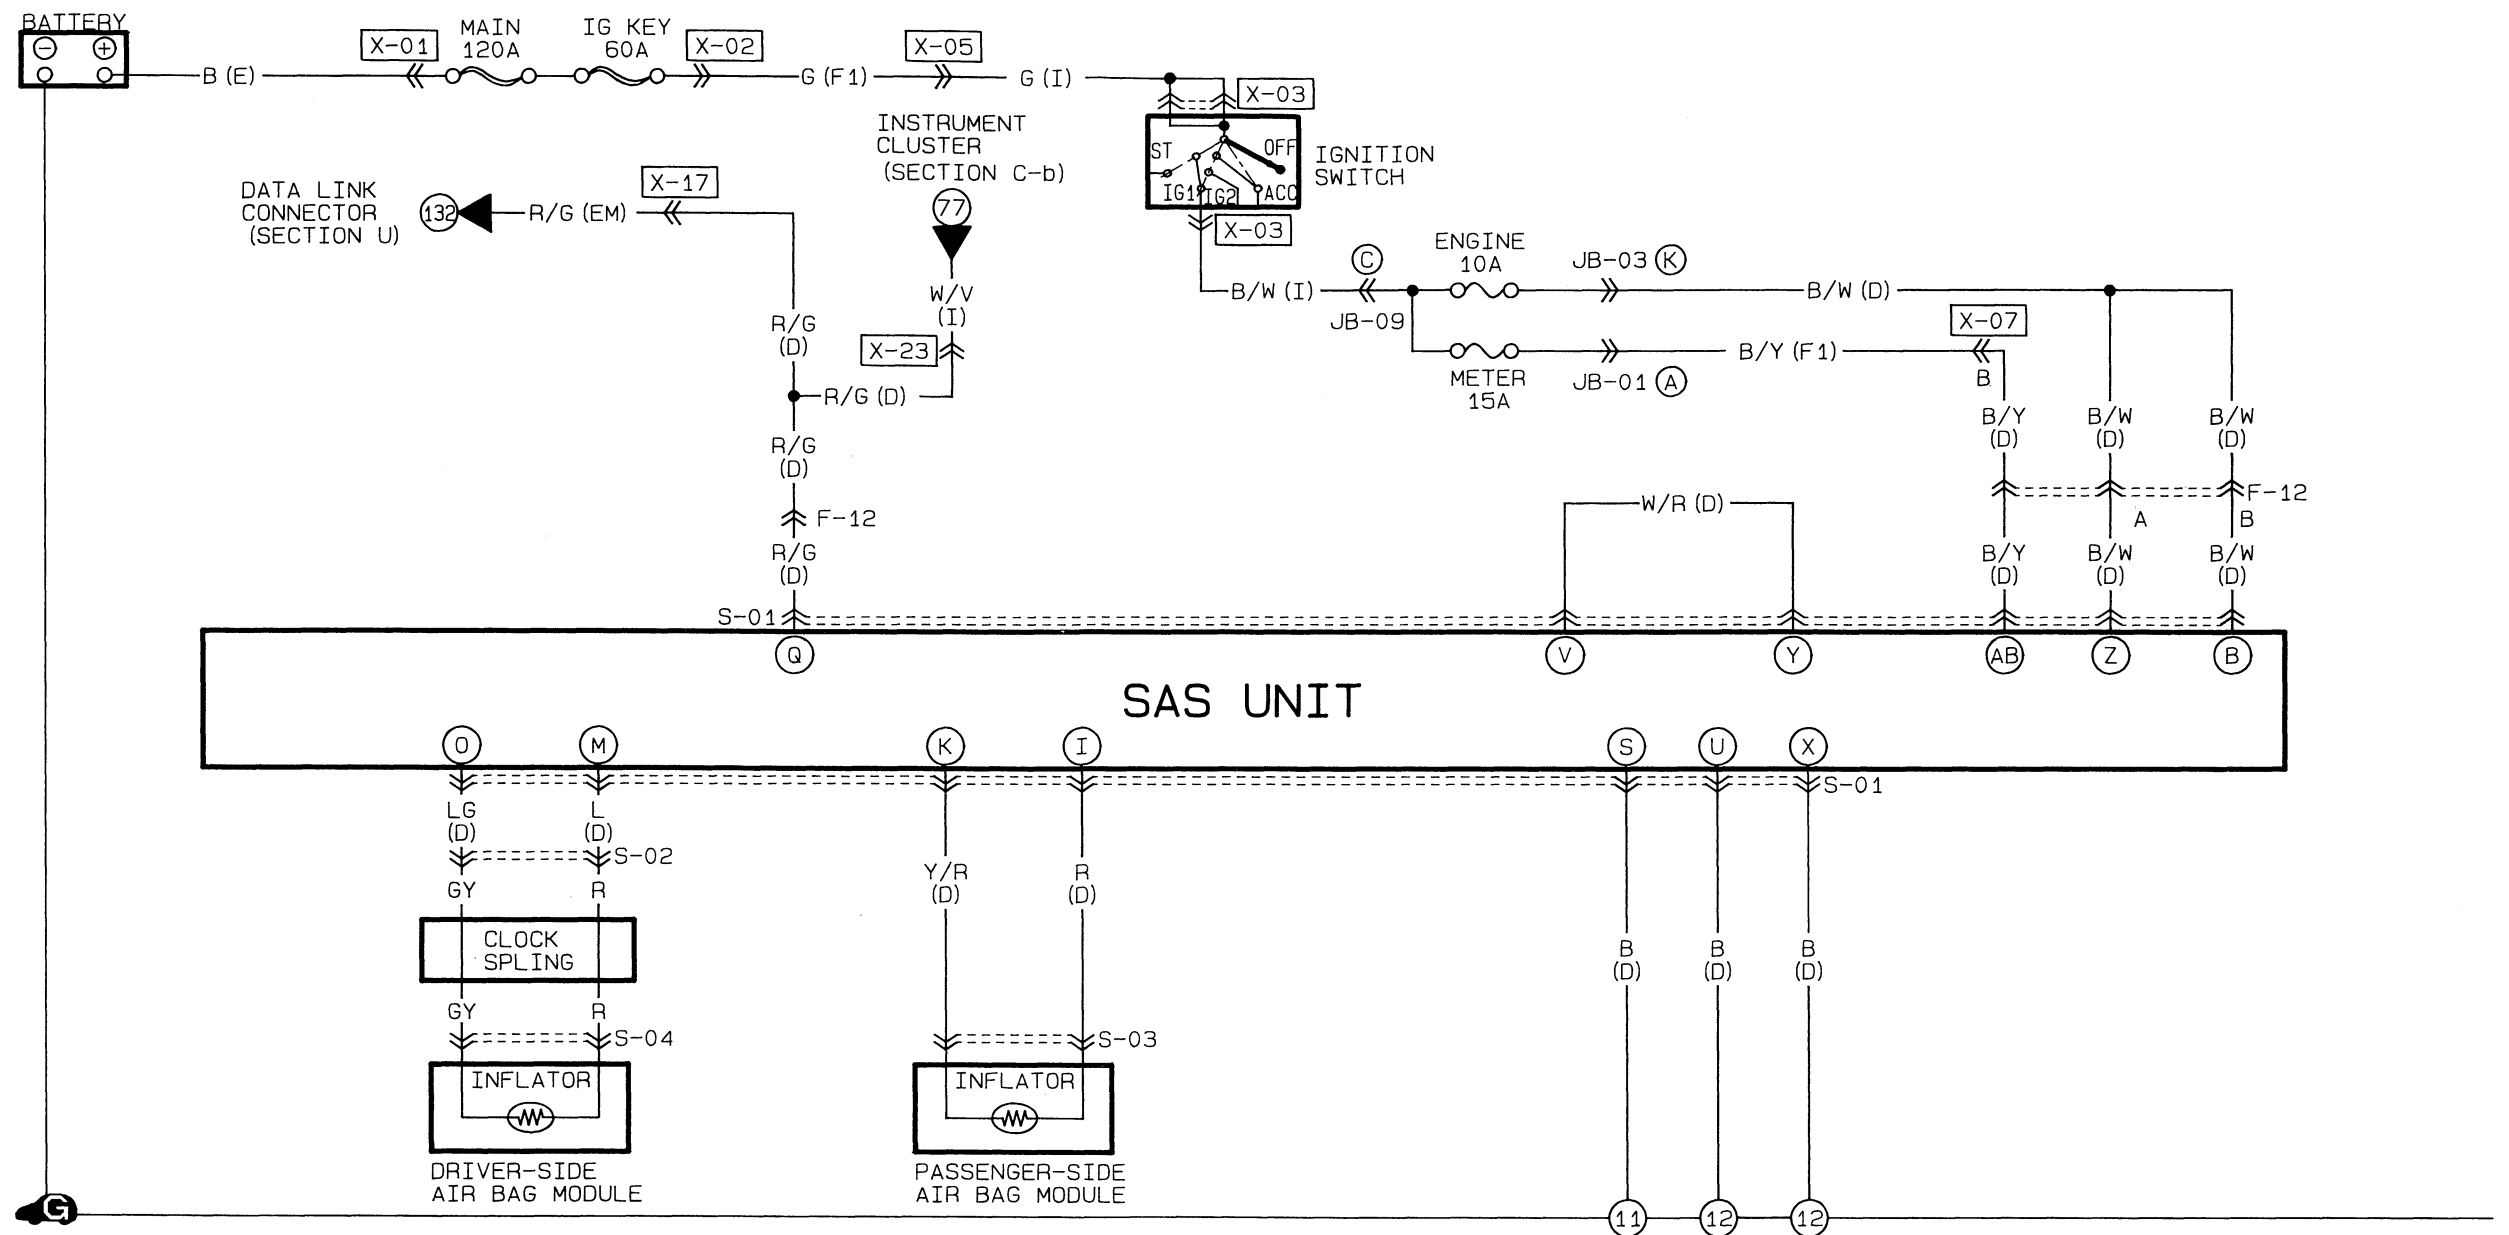 BATTERY
− +
B (E)
X-01
MAIN
120A
IG KEY
60A
X-02
G (F1)
X-05
G (I)
X-03
ST
OFF
IG1
IG2
ACC
IGNITION
SWITCH
X-03
INSTRUMENT
CLUSTER
(SECTION C-b)
77
W/V
(I)
X-23
DATA LINK
CONNECTOR
(SECTION U)
132
R/G (EM)
X-17
R/G
(D)
R/G (D)
R/G
(D)
F-12
R/G
(D)
S-01
B/W (I)
C
JB-09
ENGINE
10A
JB-03 K
B/W (D)
METER
15A
JB-01 A
B/Y (F1)
X-07
B
B/Y
(D)
B/W
(D)
B/W
(D)
F-12
A
B
B/Y
(D)
B/W
(D)
B/W
(D)
W/R (D)
Q V Y AB Z B
SAS UNIT
O M K I S U X
S-01
LG
(D)
L
(D)
S-02
GY R
CLOCK
SPLING
GY R
S-04
INFLATOR
DRIVER-SIDE
AIR BAG MODULE
Y/R
(D)
R
(D)
S-03
INFLATOR
PASSENGER-SIDE
AIR BAG MODULE
B
(D)
B
(D)
B
(D)
G
11 12 12